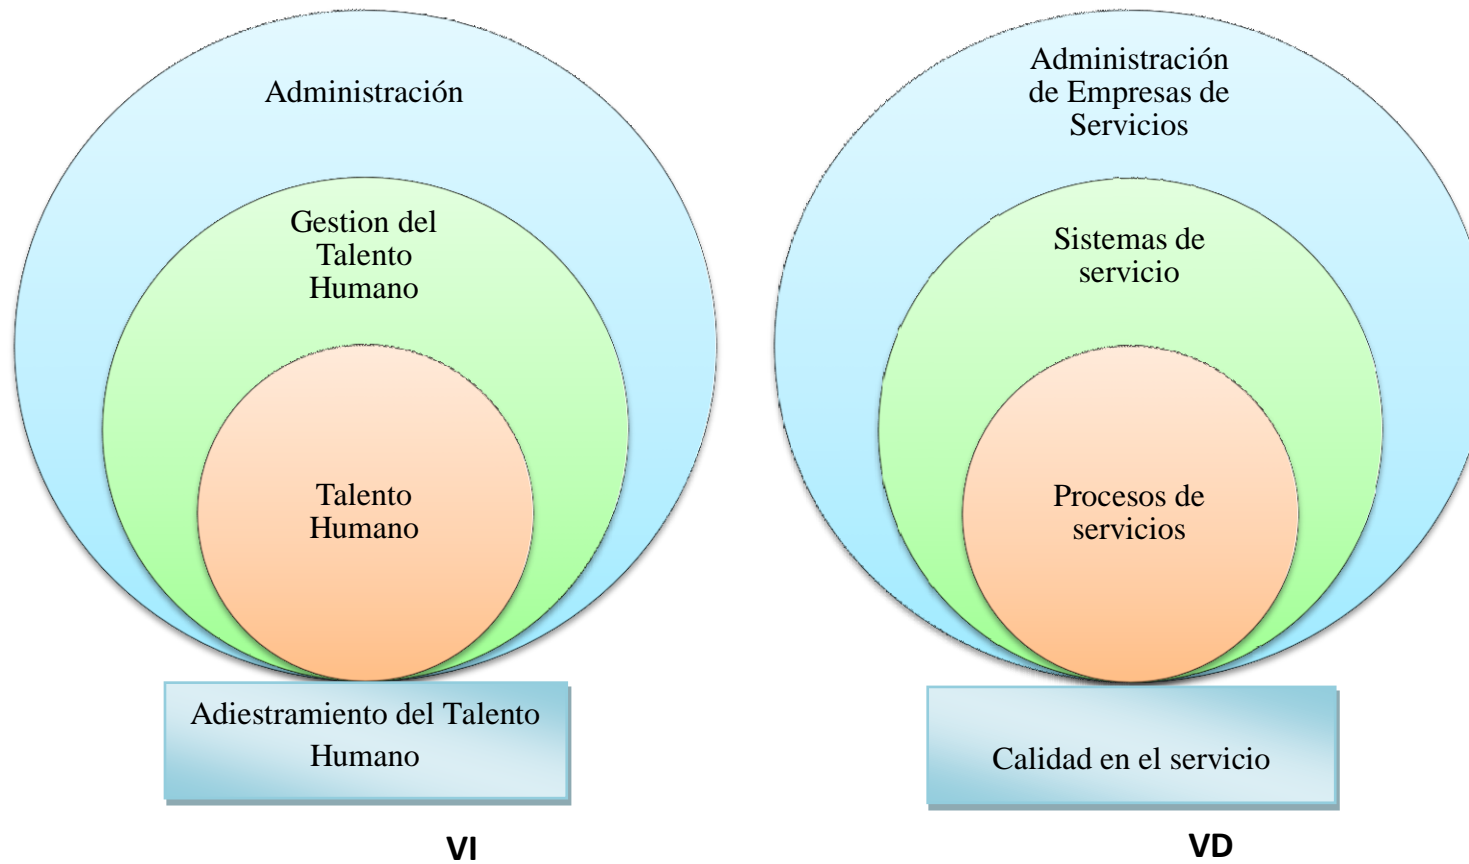 Administración
Gestion del
Talento
Humano
Talento
Humano
Adiestramiento del Talento
Humano
VI
Administración
de Empresas de
Servicios
Sistemas de
servicio
Procesos de
servicios
Calidad en el servicio
VD